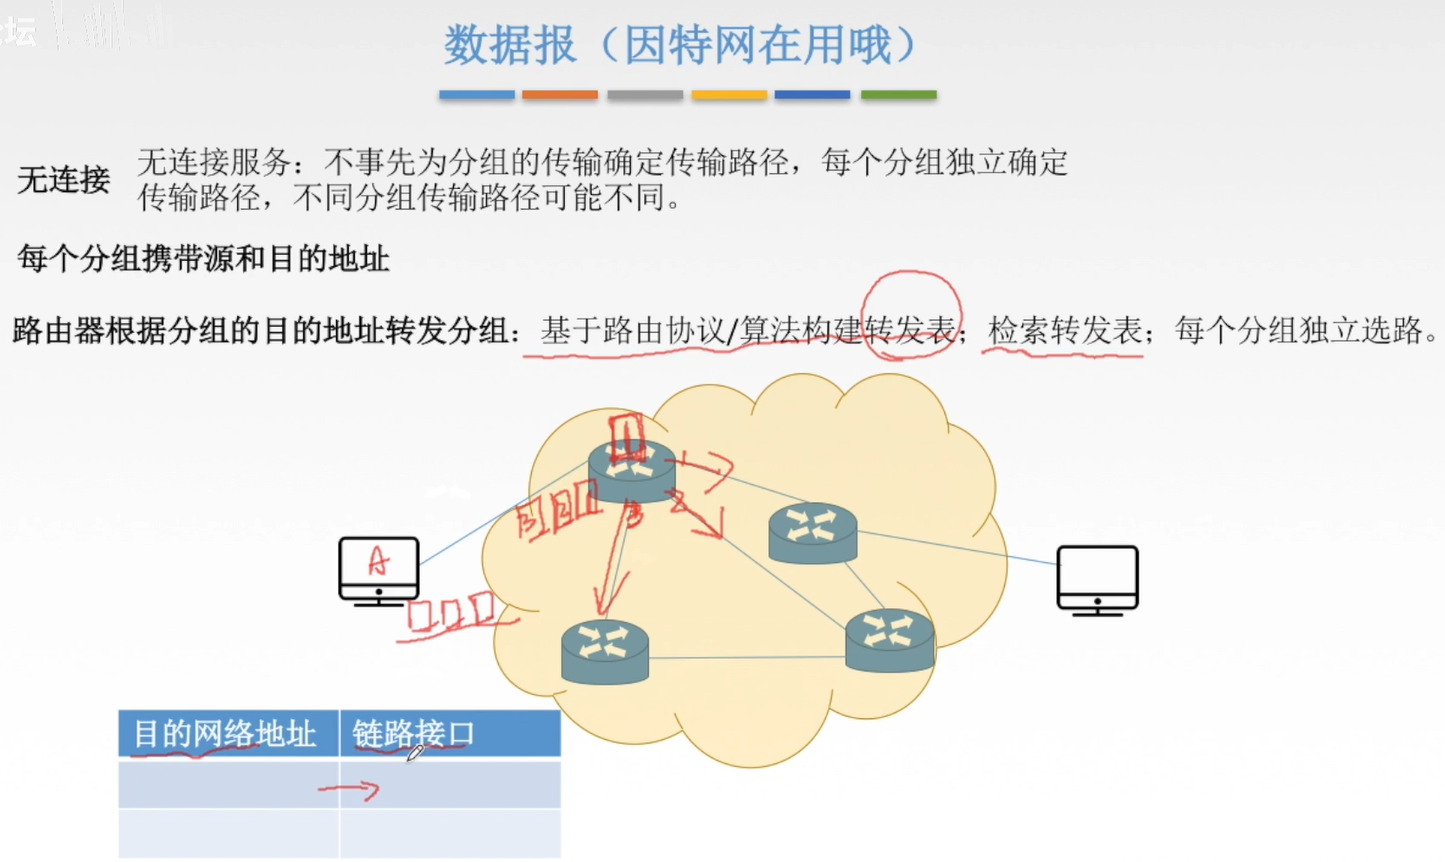 坛
数据报（因特网在用哦）
无连接
无连接服务：不事先为分组的传输确定传输路径，每个分组独立确定
传输路径，不同分组传输路径可能不同。
每个分组携带源和目的地址
路由器根据分组的目的地址转发分组：基于路由协议/算法构建转发表；检索转发表；每个分组独立选路。
1
1
3 2 1
3
2
A
目的网络地址 链路接口